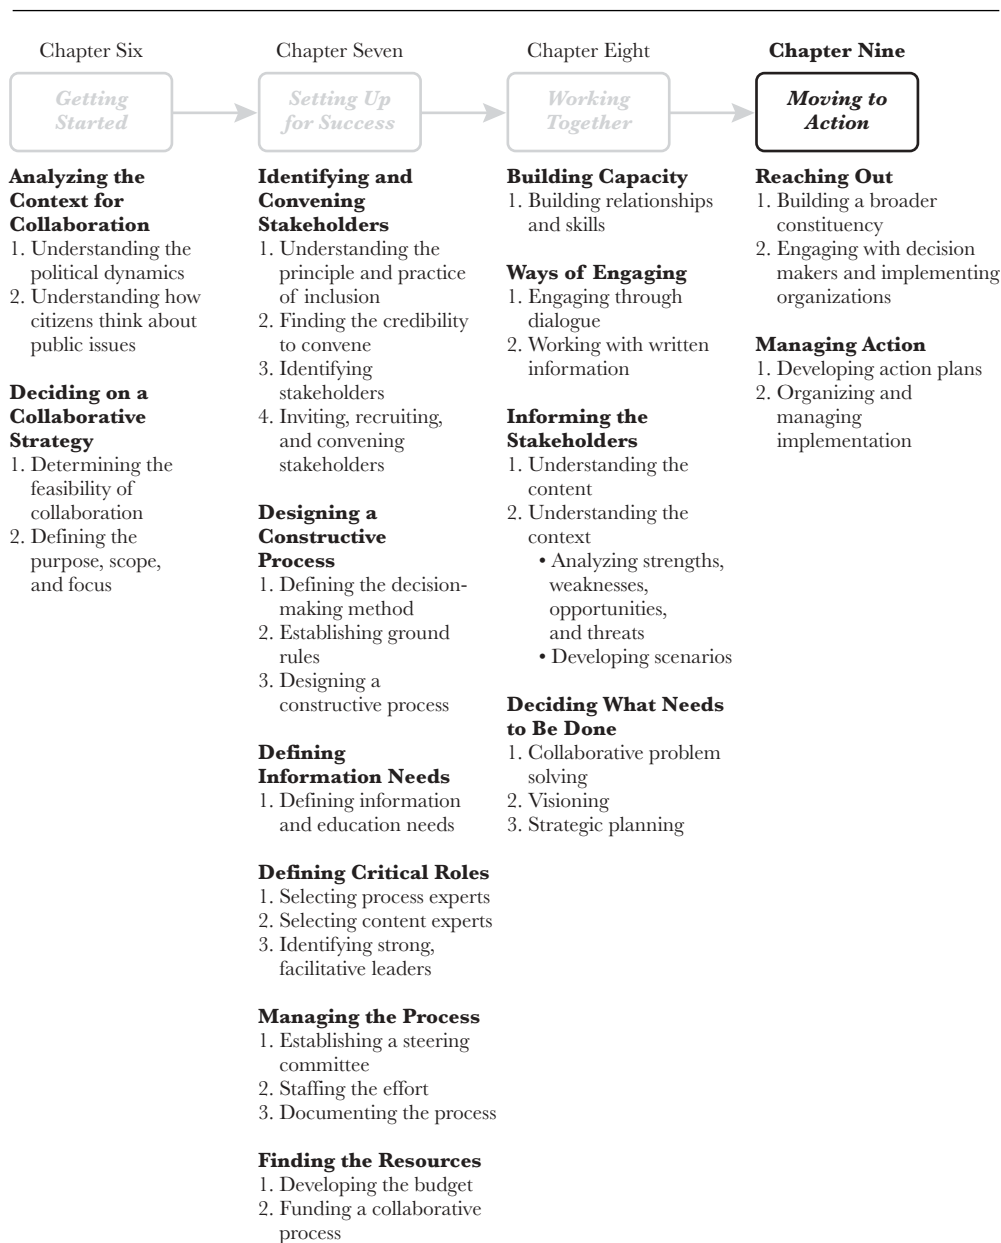 Chapter Six
Getting
Started
Analyzing the
Context for
Collaboration
1. Understanding the
political dynamics
2. Understanding how
citizens think about
public issues
Deciding on a
Collaborative
Strategy
1. Determining the
feasibility of
collaboration
2. Defining the
purpose, scope,
and focus
Chapter Seven
Setting Up
for Success
Identifying and
Convening
Stakeholders
1. Understanding the
principle and practice
of inclusion
2. Finding the credibility
to convene
3. Identifying
stakeholders
4. Inviting, recruiting,
and convening
stakeholders
Designing a
Constructive
Process
1. Defining the decision-
making method
2. Establishing ground
rules
3. Designing a
constructive process
Defining
Information Needs
1. Defining information
and education needs
Defining Critical Roles
1. Selecting process experts
2. Selecting content experts
3. Identifying strong,
facilitative leaders
Managing the Process
1. Establishing a steering
committee
2. Staffing the effort
3. Documenting the process
Finding the Resources
1. Developing the budget
2. Funding a collaborative
process
Chapter Eight
Working
Together
Building Capacity
1. Building relationships
and skills
Ways of Engaging
1. Engaging through
dialogue
2. Working with written
information
Informing the
Stakeholders
1. Understanding the
content
2. Understanding the
context
• Analyzing strengths,
weaknesses,
opportunities,
and threats
• Developing scenarios
Deciding What Needs
to Be Done
1. Collaborative problem
solving
2. Visioning
3. Strategic planning
Chapter Nine
Moving to
Action
Reaching Out
1. Building a broader
constituency
2. Engaging with decision
makers and implementing
organizations
Managing Action
1. Developing action plans
2. Organizing and
managing
implementation